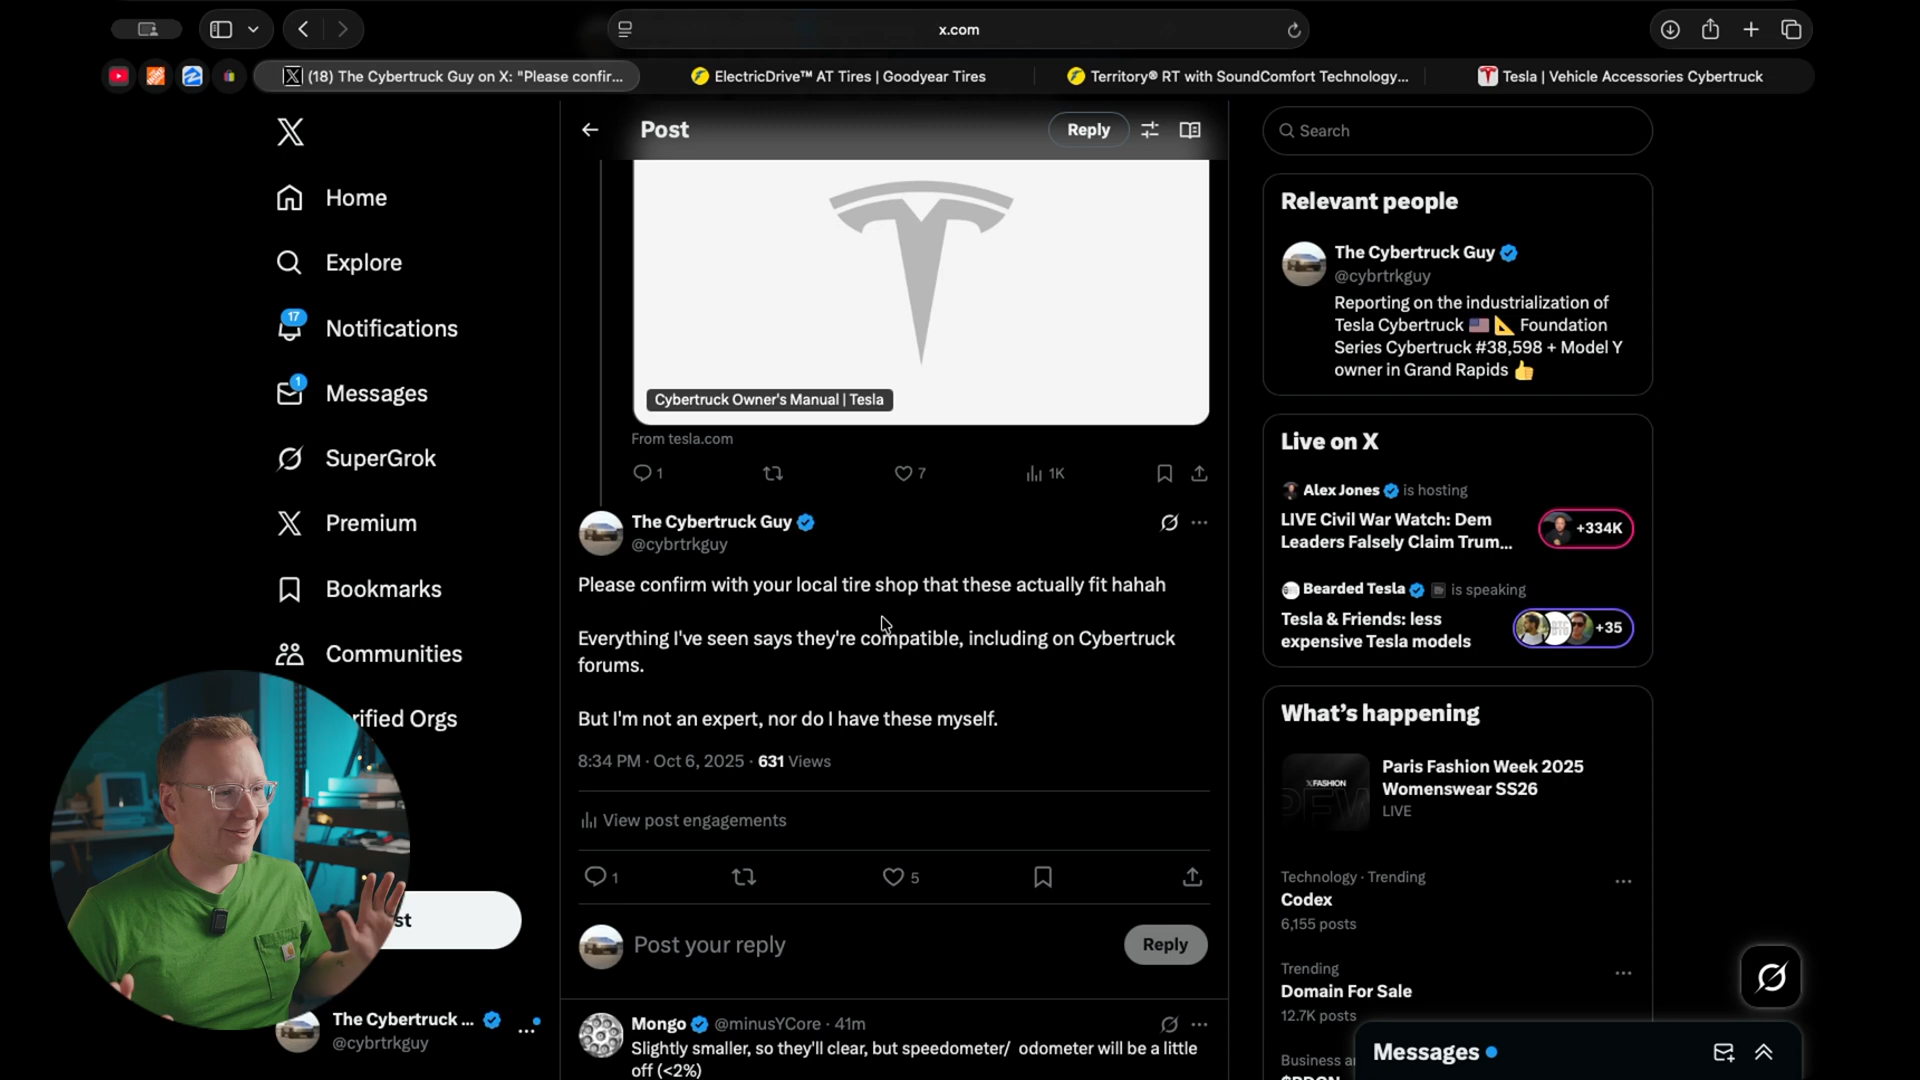 x.com
(18) The Cybertruck Guy on X: "Please confir...
ElectricDrive™ AT Tires | Goodyear Tires
Territory® RT with SoundComfort Technology...
Tesla | Vehicle Accessories Cybertruck
Home
Explore
17
Notifications
1
Messages
SuperGrok
Premium
Bookmarks
Communities
rified Orgs
st
The Cybertruck ...
@cybrtrkguy
Post
Reply
Cybertruck Owner's Manual | Tesla
From tesla.com
1
7
1K
The Cybertruck Guy
@cybrtrkguy
Please confirm with your local tire shop that these actually fit hahah
Everything I've seen says they're compatible, including on Cybertruck
forums.
But I'm not an expert, nor do I have these myself.
8:34 PM · Oct 6, 2025 · 631 Views
View post engagements
1
5
Post your reply
Reply
Mongo @minusYCore · 41m
Slightly smaller, so they'll clear, but speedometer/ odometer will be a little
off (<2%)
Search
Relevant people
The Cybertruck Guy
@cybrtrkguy
Reporting on the industrialization of
Tesla Cybertruck 🇺🇸 📐 Foundation
Series Cybertruck #38,598 + Model Y
owner in Grand Rapids 👍
Live on X
Alex Jones is hosting
LIVE Civil War Watch: Dem
Leaders Falsely Claim Trum...
+334K
Bearded Tesla is speaking
Tesla & Friends: less
expensive Tesla models
+35
What's happening
XFASHION
Paris Fashion Week 2025
Womenswear SS26
LIVE
Technology · Trending
Codex
6,155 posts
Trending
Domain For Sale
12.7K posts
Messages